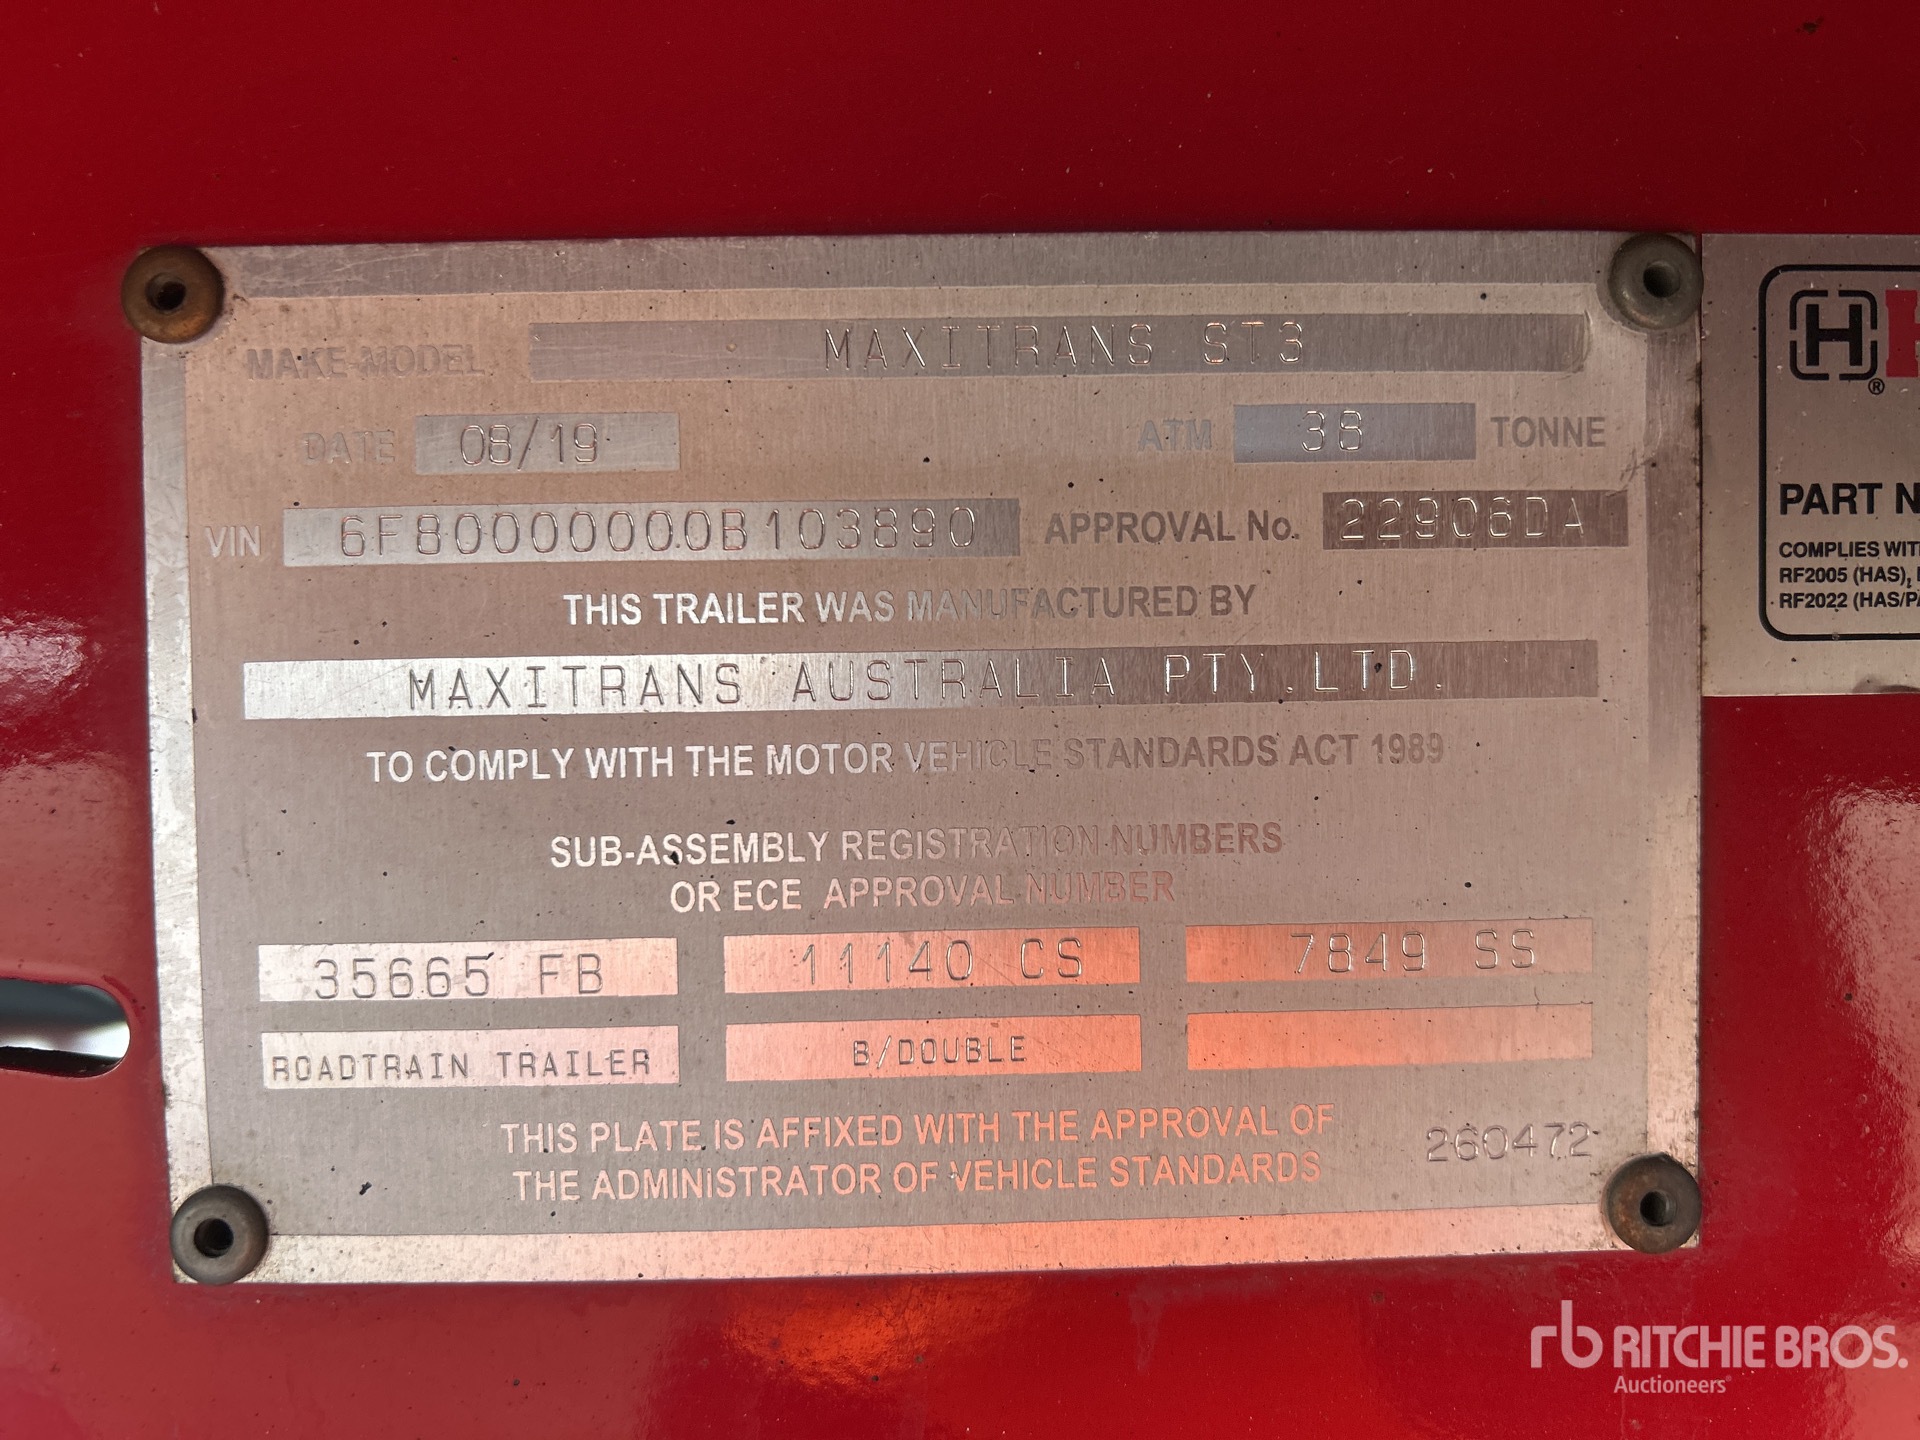 MAKE-MODEL MAXITRANS ST3
DATE 08/19 ATM 38 TONNE
VIN 6F80000000B103890 APPROVAL No. 22906DA
THIS TRAILER WAS MANUFACTURED BY
MAXITRANS AUSTRALIA PTY.LTD.
TO COMPLY WITH THE MOTOR VEHICLE STANDARDS ACT 1989
SUB-ASSEMBLY REGISTRATION NUMBERS
OR ECE APPROVAL NUMBER
35665 FB 11140 CS 7849 SS
ROADTRAIN TRAILER B/DOUBLE
THIS PLATE IS AFFIXED WITH THE APPROVAL OF
THE ADMINISTRATOR OF VEHICLE STANDARDS
260472
H ®
PART N
COMPLIES WIT
RF2005 (HAS),
RF2022 (HAS/P
rb RITCHIE BROS.
Auctioneers